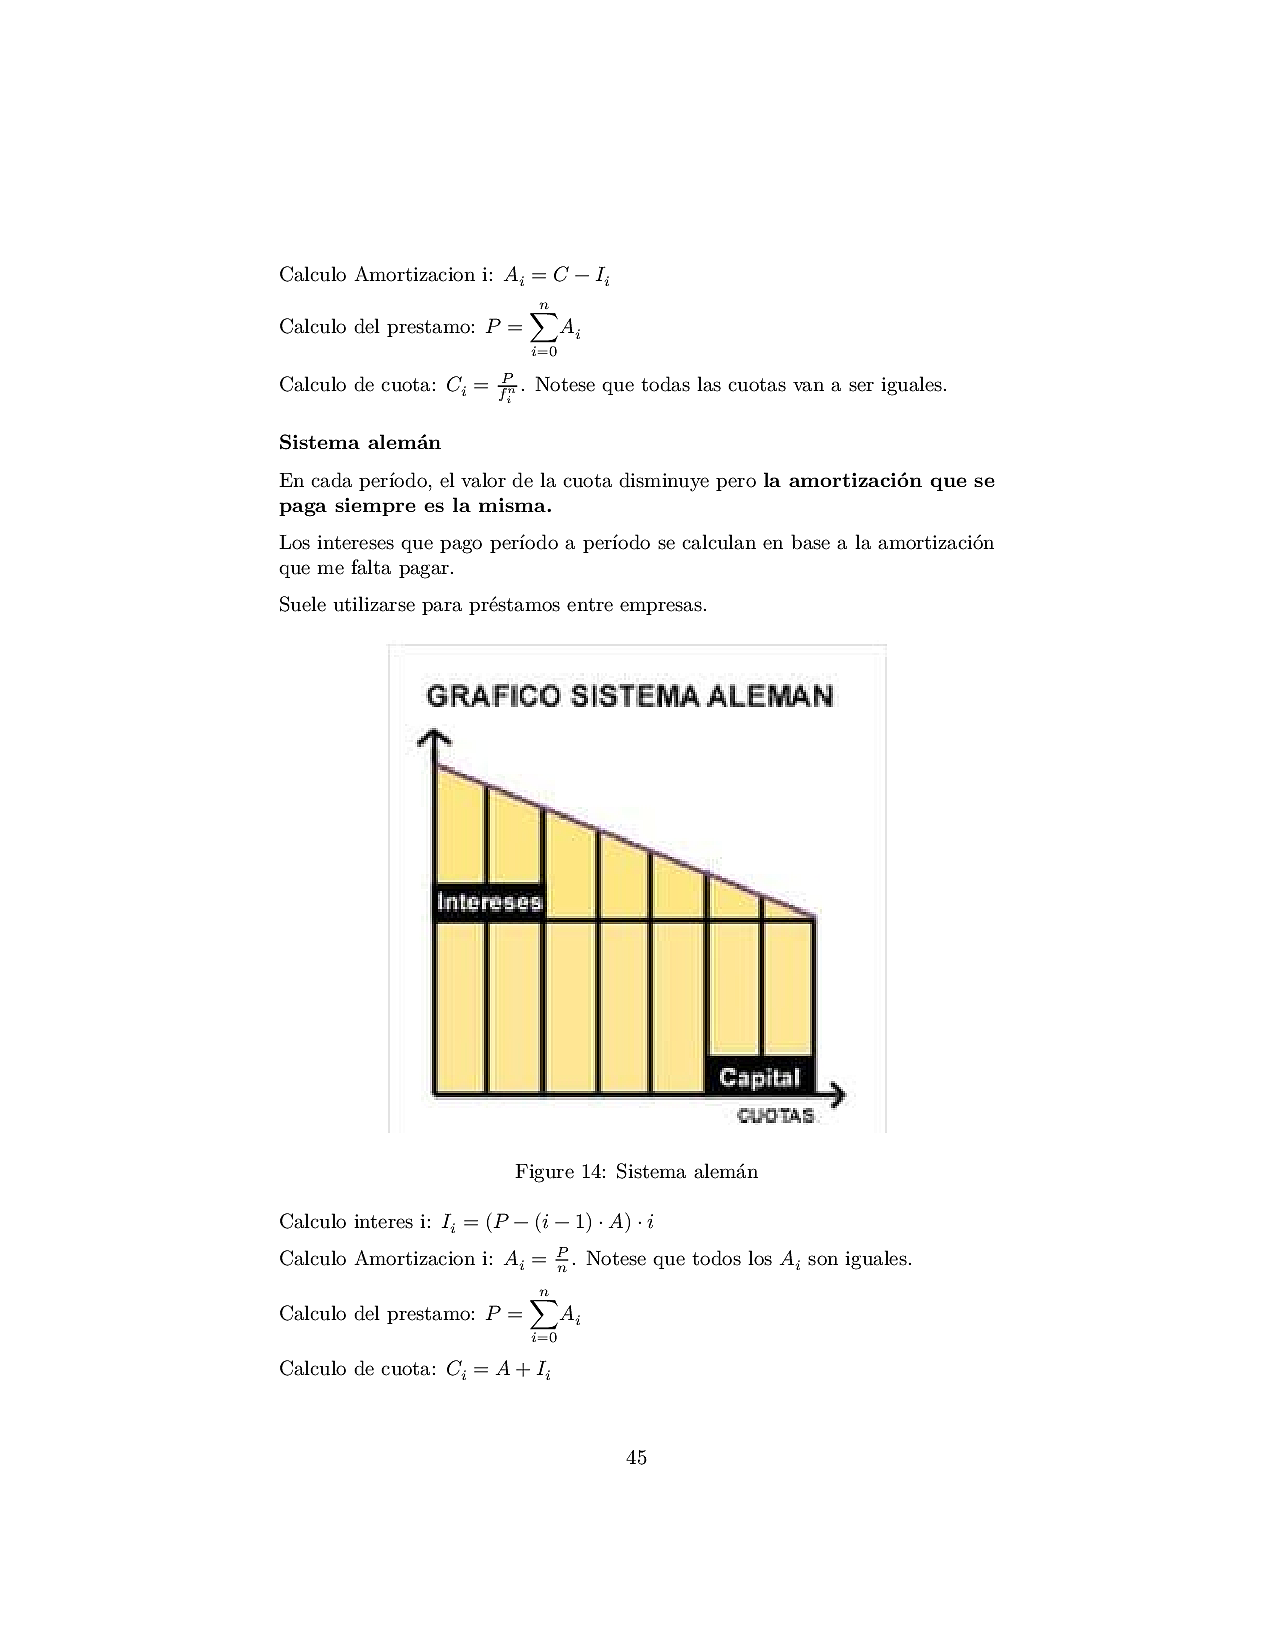 Calculo Amortizacion i: A_i = C − I_i
Calculo del prestamo: P = \sum_{i=0}^{n} A_i
Calculo de cuota: C_i = \frac{P}{f_i^n}. Notese que todas las cuotas van a ser iguales.
Sistema alemán
En cada período, el valor de la cuota disminuye pero la amortización que se
paga siempre es la misma.
Los intereses que pago período a período se calculan en base a la amortización
que me falta pagar.
Suele utilizarse para préstamos entre empresas.
GRAFICO SISTEMA ALEMAN
Intereses
Capital
CUOTAS
Figure 14: Sistema alemán
Calculo interes i: I_i = (P − (i − 1) · A) · i
Calculo Amortizacion i: A_i = \frac{P}{n}. Notese que todos los A_i son iguales.
Calculo del prestamo: P = \sum_{i=0}^{n} A_i
Calculo de cuota: C_i = A + I_i
45